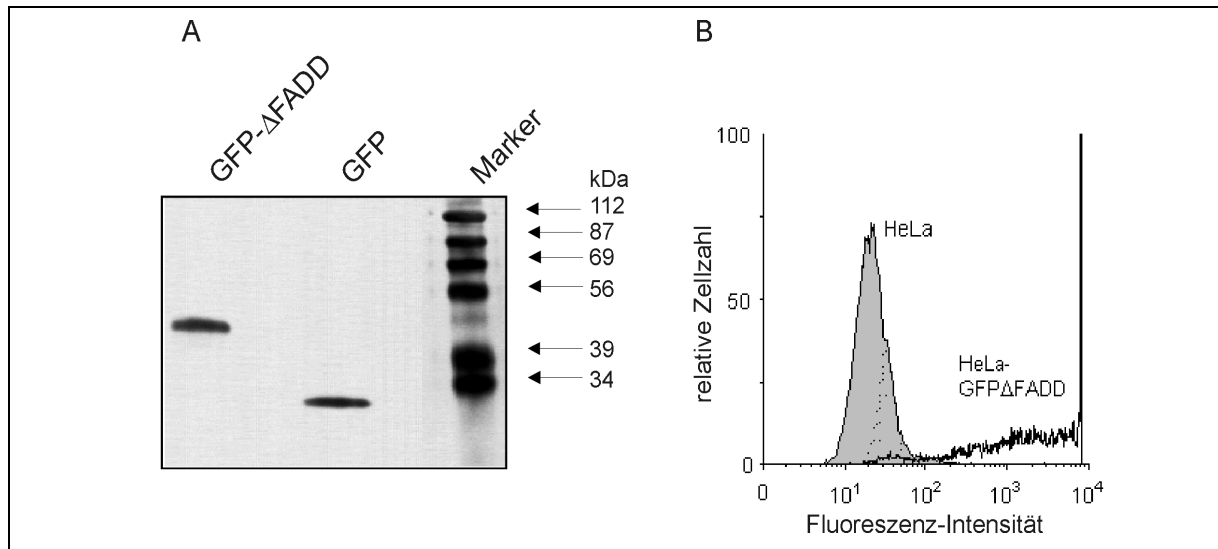 A
GFP-ΔFADD
GFP
Marker
kDa
112
87
69
56
39
34
B
relative Zellzahl
100
50
0
HeLa
HeLa-
GFPΔFADD
0 10¹ 10² 10³ 10⁴
Fluoreszenz-Intensität